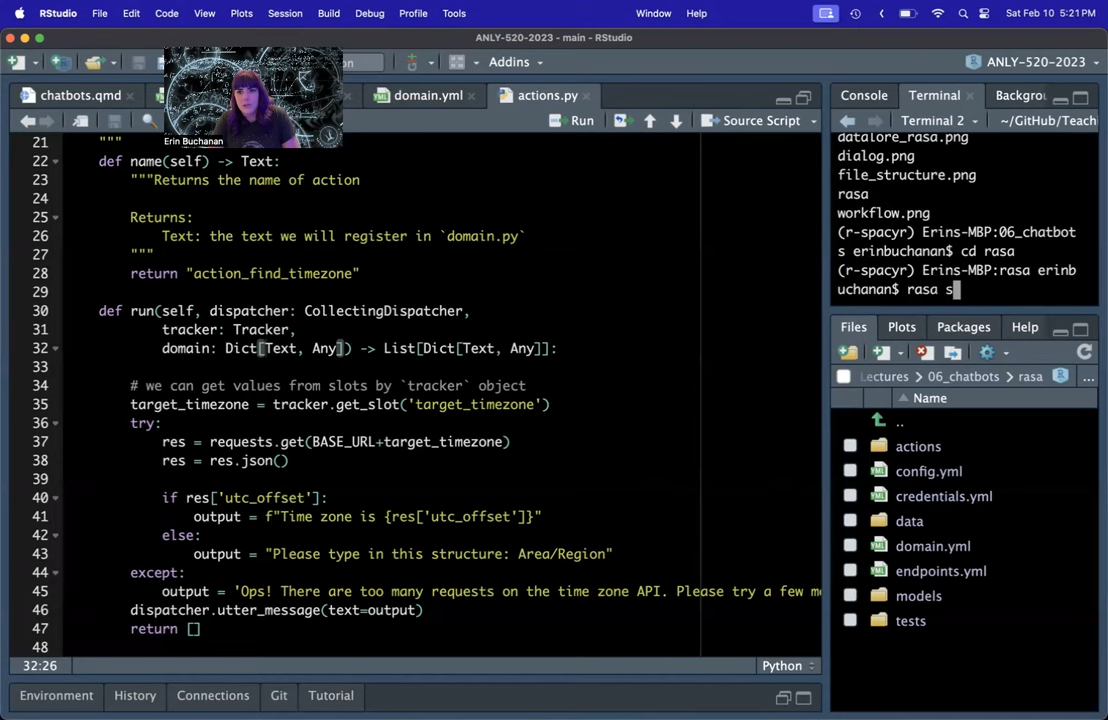 RStudio File Edit Code View Plots Session Build Debug Profile Tools Window Help Sat Feb 10 5:21 PM
ANLY-520-2023 - main - RStudio
Addins
ANLY-520-2023
chatbots.qmd
domain.yml
actions.py
Run
Source Script
Erin Buchanan
21 """
22 def name(self) -> Text:
23 """Returns the name of action
24
25 Returns:
26 Text: the text we will register in `domain.py`
27 """
28 return "action_find_timezone"
29
30 def run(self, dispatcher: CollectingDispatcher,
31 tracker: Tracker,
32 domain: Dict[Text, Any]) -> List[Dict[Text, Any]]:
33
34 # we can get values from slots by `tracker` object
35 target_timezone = tracker.get_slot('target_timezone')
36 try:
37 res = requests.get(BASE_URL+target_timezone)
38 res = res.json()
39
40 if res['utc_offset']:
41 output = f"Time zone is {res['utc_offset']}"
42 else:
43 output = "Please type in this structure: Area/Region"
44 except:
45 output = 'Ops! There are too many requests on the time zone API. Please try a few m
46 dispatcher.utter_message(text=output)
47 return []
48
32:26
Python
Environment History Connections Git Tutorial
Console Terminal Backgrou
Terminal 2 ~/GitHub/Teach
datalore_rasa.png
dialog.png
file_structure.png
rasa
workflow.png
(r-spacyr) Erins-MBP:06_chatbot
s erinbuchanan$ cd rasa
(r-spacyr) Erins-MBP:rasa erinb
uchanan$ rasa s
Files Plots Packages Help
Lectures > 06_chatbots > rasa ...
Name
..
actions
config.yml
credentials.yml
data
domain.yml
endpoints.yml
models
tests